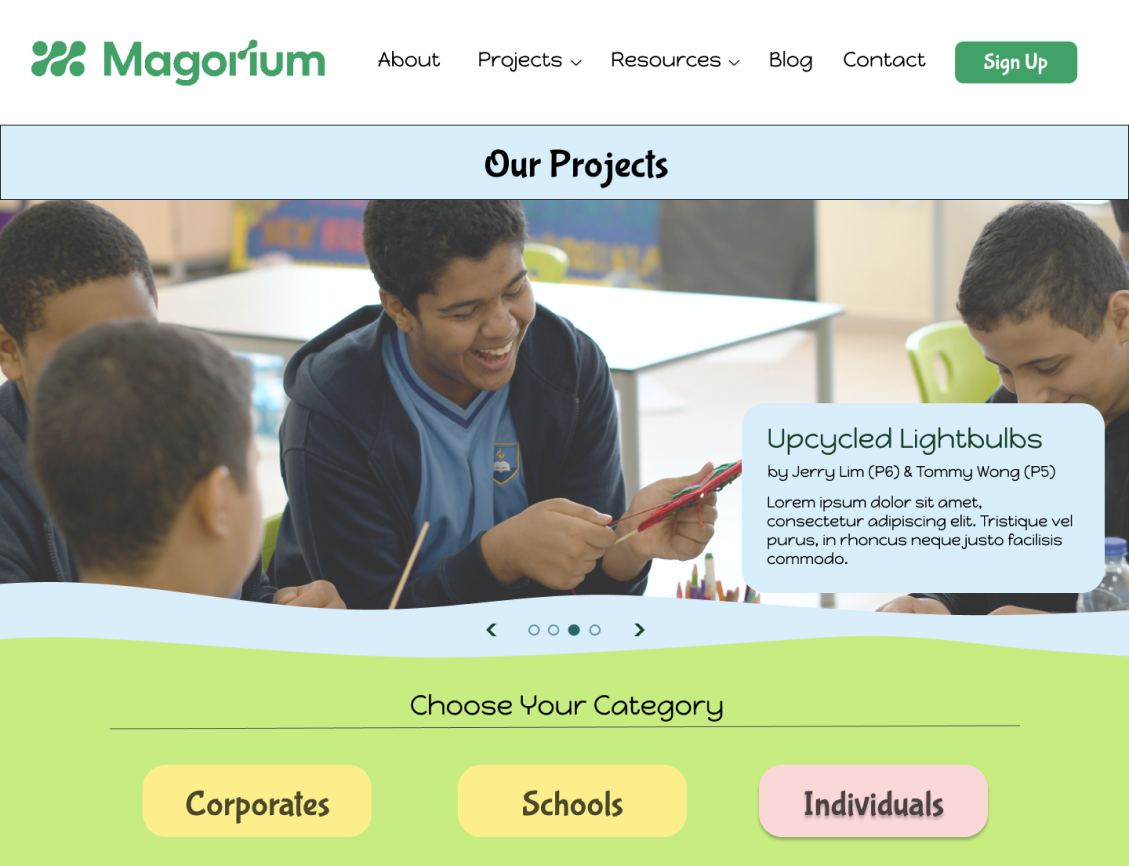 Magorium
About Projects Resources Blog Contact Sign Up
Our Projects
Upcycled Lightbulbs
by Jerry Lim (P6) & Tommy Wong (P5)
Lorem ipsum dolor sit amet,
consectetur adipiscing elit. Tristique vel
purus, in rhoncus neque justo facilisis
commodo.
Choose Your Category
Corporates Schools Individuals